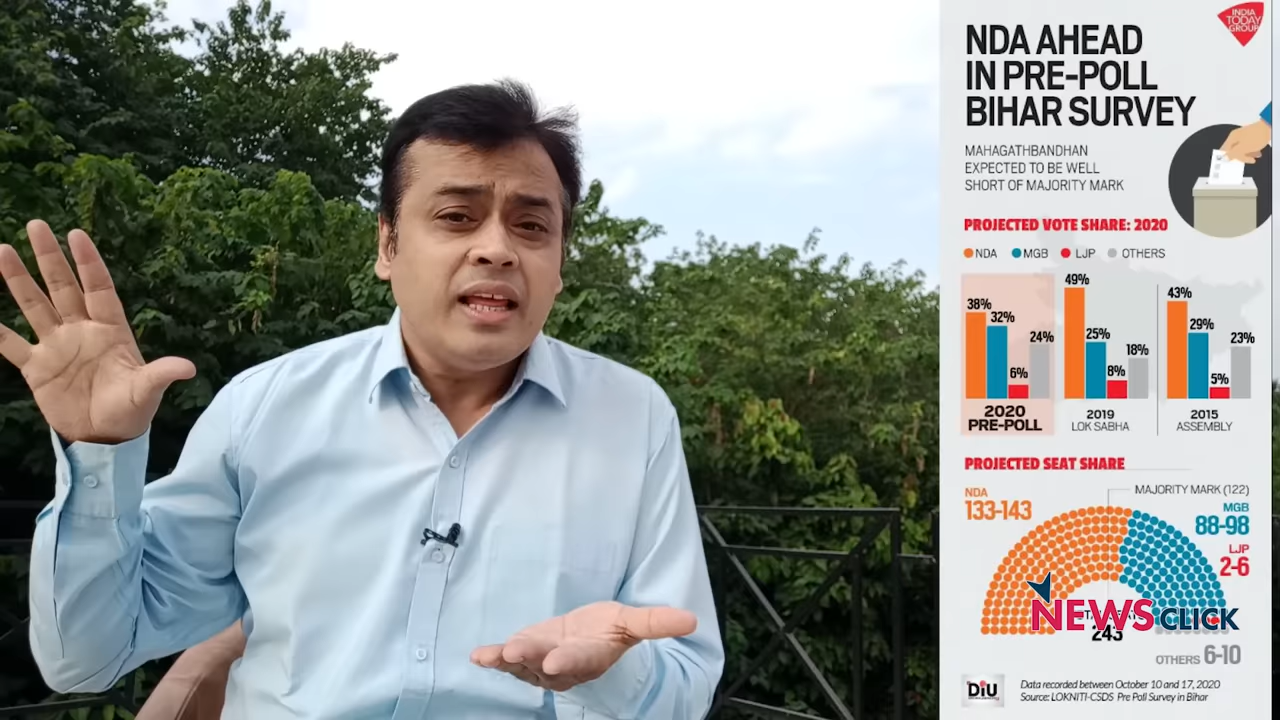 INDIA
TODAY
GROUP
NDA AHEAD
IN PRE-POLL
BIHAR SURVEY
MAHAGATHBANDHAN
EXPECTED TO BE WELL
SHORT OF MAJORITY MARK
PROJECTED VOTE SHARE: 2020
NDA MGB LJP OTHERS
38% 32% 6% 24%
49% 25% 8% 18%
43% 29% 5% 23%
2020
PRE-POLL
2019
LOK SABHA
2015
ASSEMBLY
PROJECTED SEAT SHARE
MAJORITY MARK (122)
NDA
133-143
MGB
88-98
LJP
2-6
NEWSCLICK
243
OTHERS 6-10
DiU
Data recorded between October 10 and 17, 2020
Source: LOKNITI-CSDS Pre Poll Survey in Bihar